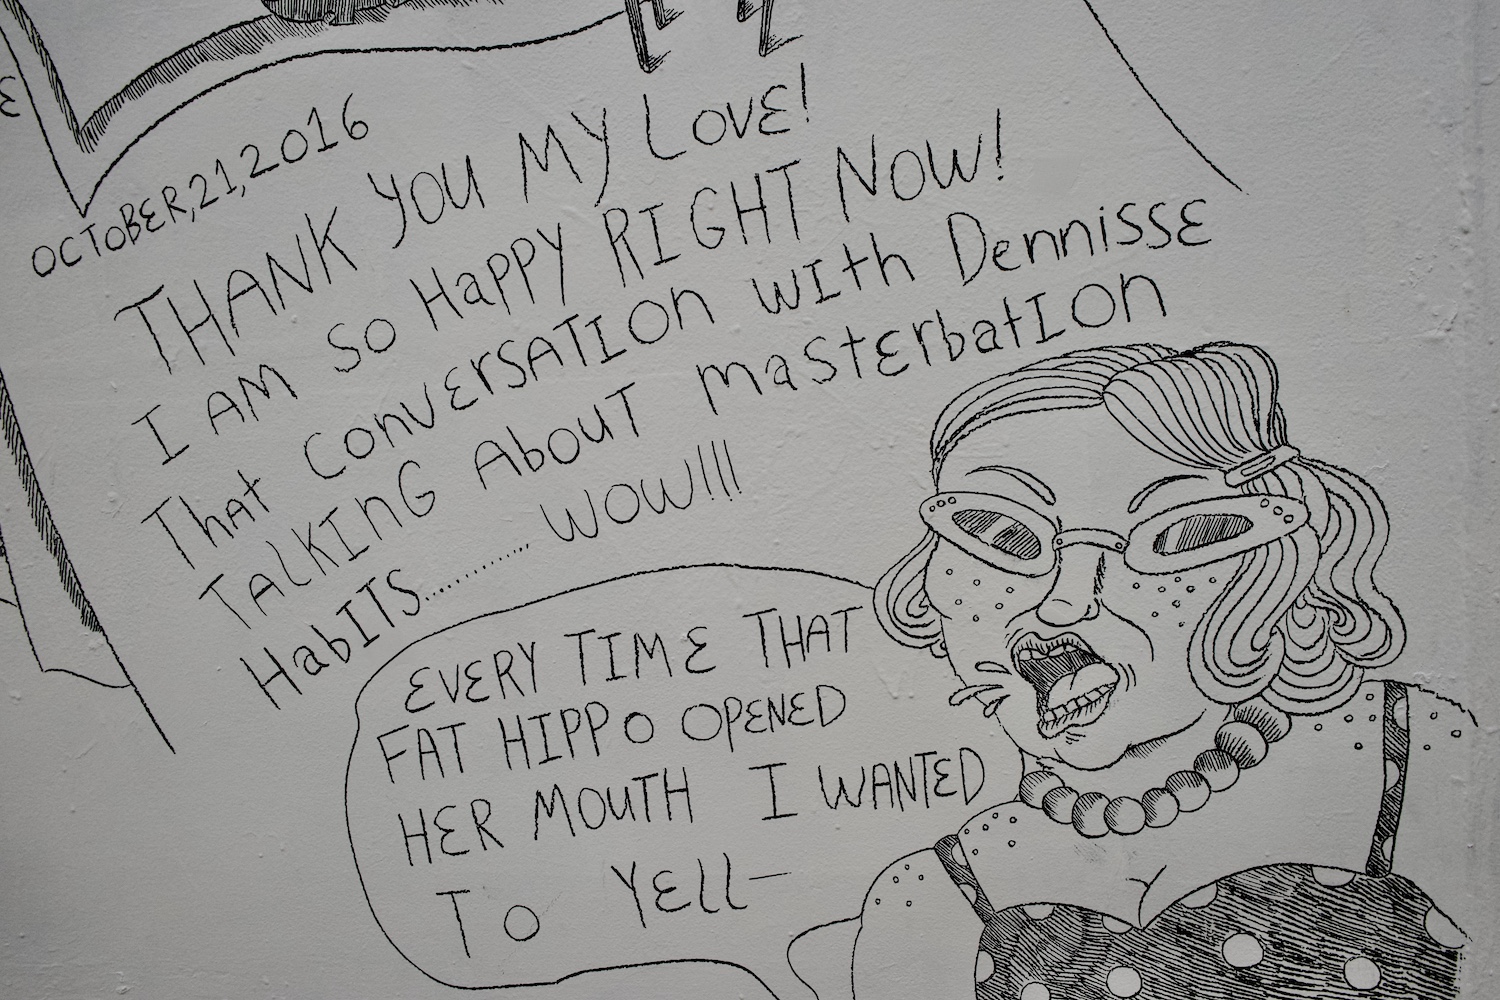 OCTOBER,21,2016
THANK YOU MY LOVE!
I AM SO HAPPY RIGHT NOW!
That CONVERSATION WITH DENNISSE
TALKING ABOUT masterbatION
HabITS.............. WOW!!!
EVERY TIME THAT
FAT HIPPO OPENED
HER MOUTH I WANTED
TO YELL—